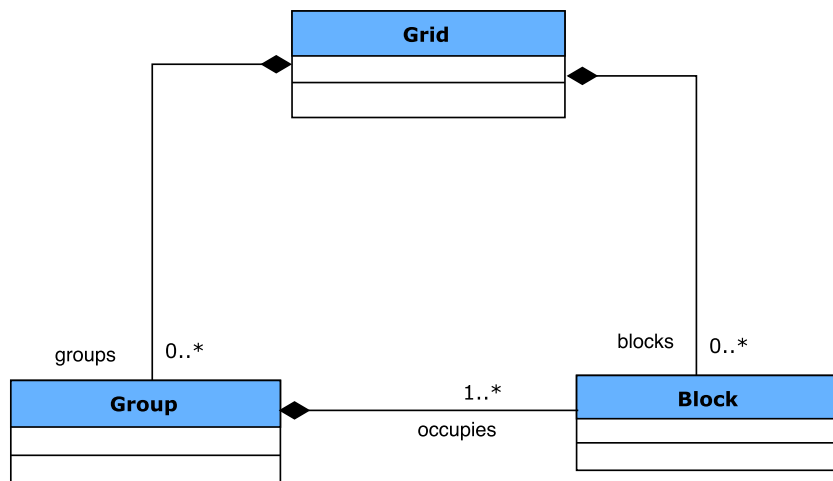 Grid
groups
0..*
blocks
0..*
Group
1..*
occupies
Block